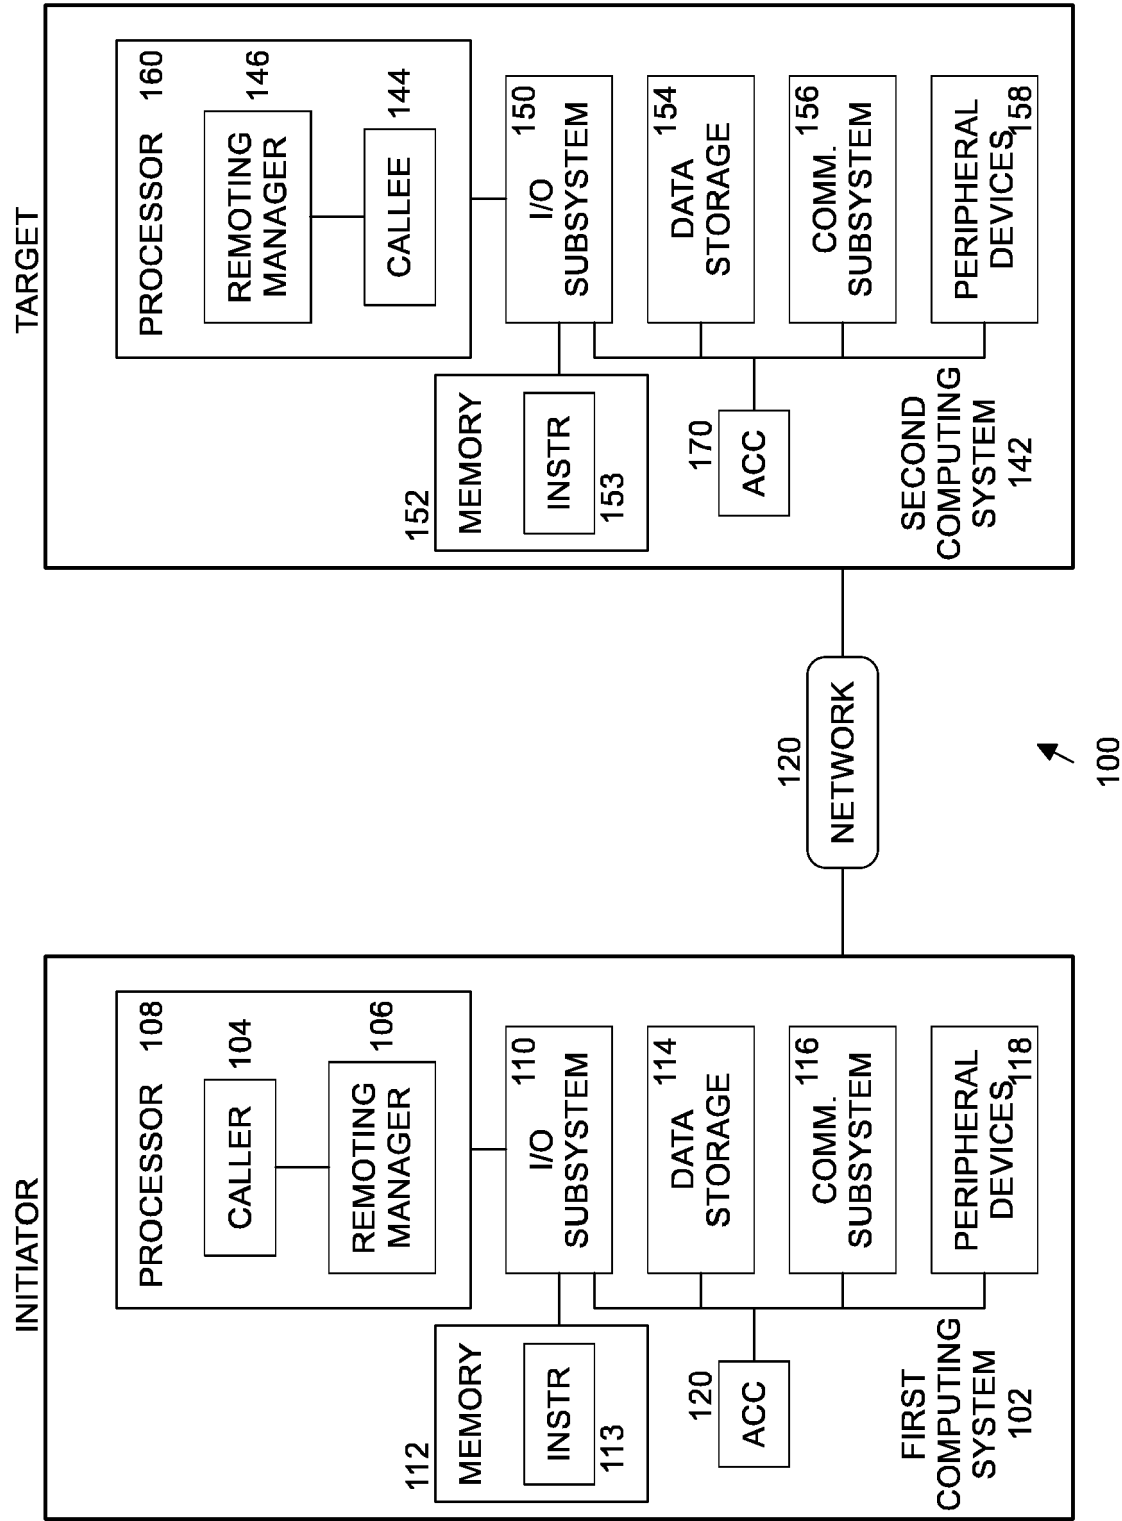 INITIATOR
PROCESSOR 108
CALLER
104
REMOTING
MANAGER
106
112
MEMORY
INSTR
113
I/O
SUBSYSTEM
110
DATA
STORAGE
114
COMM.
SUBSYSTEM
116
PERIPHERAL
DEVICES
118
120
ACC
FIRST
COMPUTING
SYSTEM
102
120
NETWORK
100
TARGET
PROCESSOR 160
REMOTING
MANAGER
146
CALLEE
144
152
MEMORY
INSTR
153
I/O
SUBSYSTEM
150
DATA
STORAGE
154
COMM.
SUBSYSTEM
156
PERIPHERAL
DEVICES
158
170
ACC
SECOND
COMPUTING
SYSTEM
142